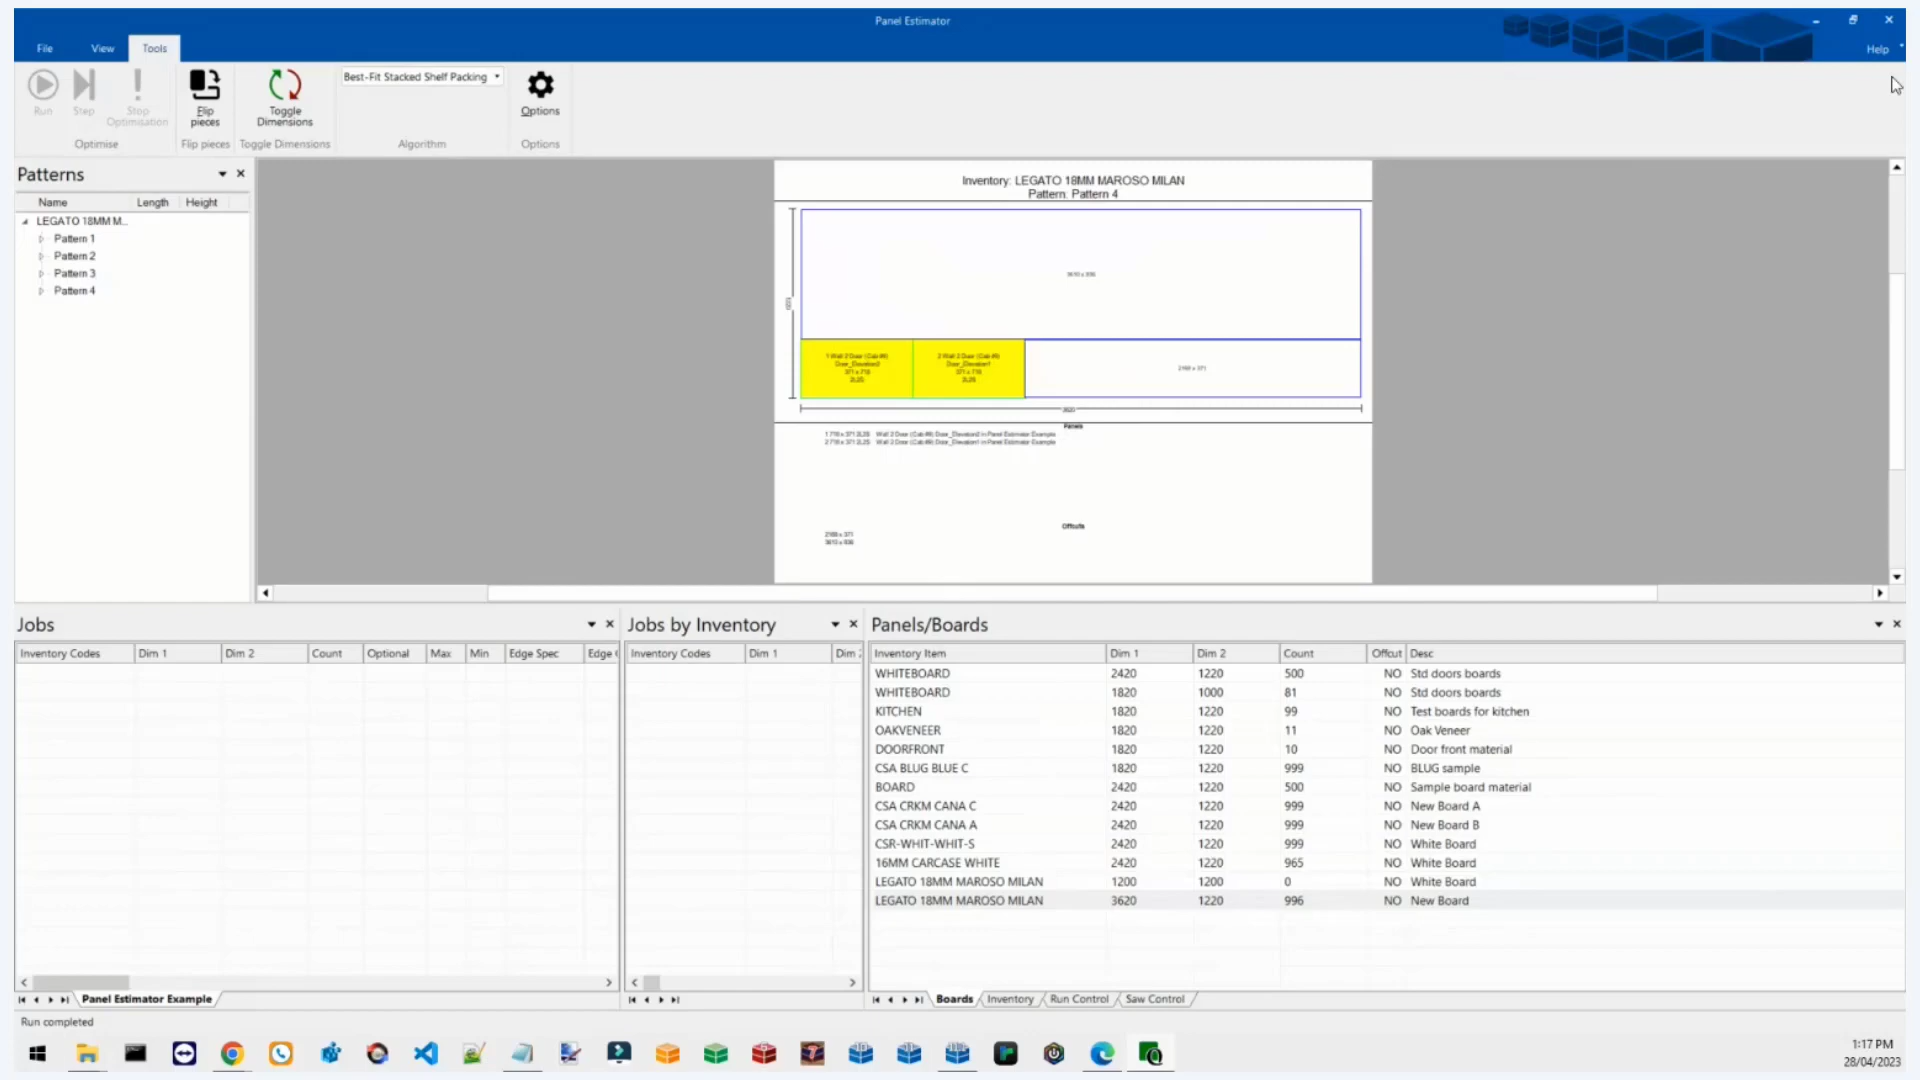 Panel Estimator
File View Tools Help
Run Step Stop Optimisation Flip pieces Toggle Dimensions Best-Fit Stacked Shelf Packing Options
Optimise Flip pieces Toggle Dimensions Algorithm Options
Patterns
Name Length Height
LEGATO 18MM M...
Pattern 1
Pattern 2
Pattern 3
Pattern 4
Inventory: LEGATO 18MM MAROSO MILAN
Pattern: Pattern 4
3620
Panels
Offcuts
Jobs
Inventory Codes Dim 1 Dim 2 Count Optional Max Min Edge Spec Edge
Panel Estimator Example
Jobs by Inventory
Inventory Codes Dim 1 Dim
Panels/Boards
Inventory Item Dim 1 Dim 2 Count Offcut Desc
WHITEBOARD 2420 1220 500 NO Std doors boards
WHITEBOARD 1820 1000 81 NO Std doors boards
KITCHEN 1820 1220 99 NO Test boards for kitchen
OAKVENEER 1820 1220 11 NO Oak Veneer
DOORFRONT 1820 1220 10 NO Door front material
CSA BLUG BLUE C 1820 1220 999 NO BLUG sample
BOARD 2420 1220 500 NO Sample board material
CSA CRKM CANA C 2420 1220 999 NO New Board A
CSA CRKM CANA A 2420 1220 999 NO New Board B
CSR-WHIT-WHIT-S 2420 1220 999 NO White Board
16MM CARCASE WHITE 2420 1220 965 NO White Board
LEGATO 18MM MAROSO MILAN 1200 1200 0 NO White Board
LEGATO 18MM MAROSO MILAN 3620 1220 996 NO New Board
Boards Inventory Run Control Saw Control
Run completed
1:17 PM
28/04/2023